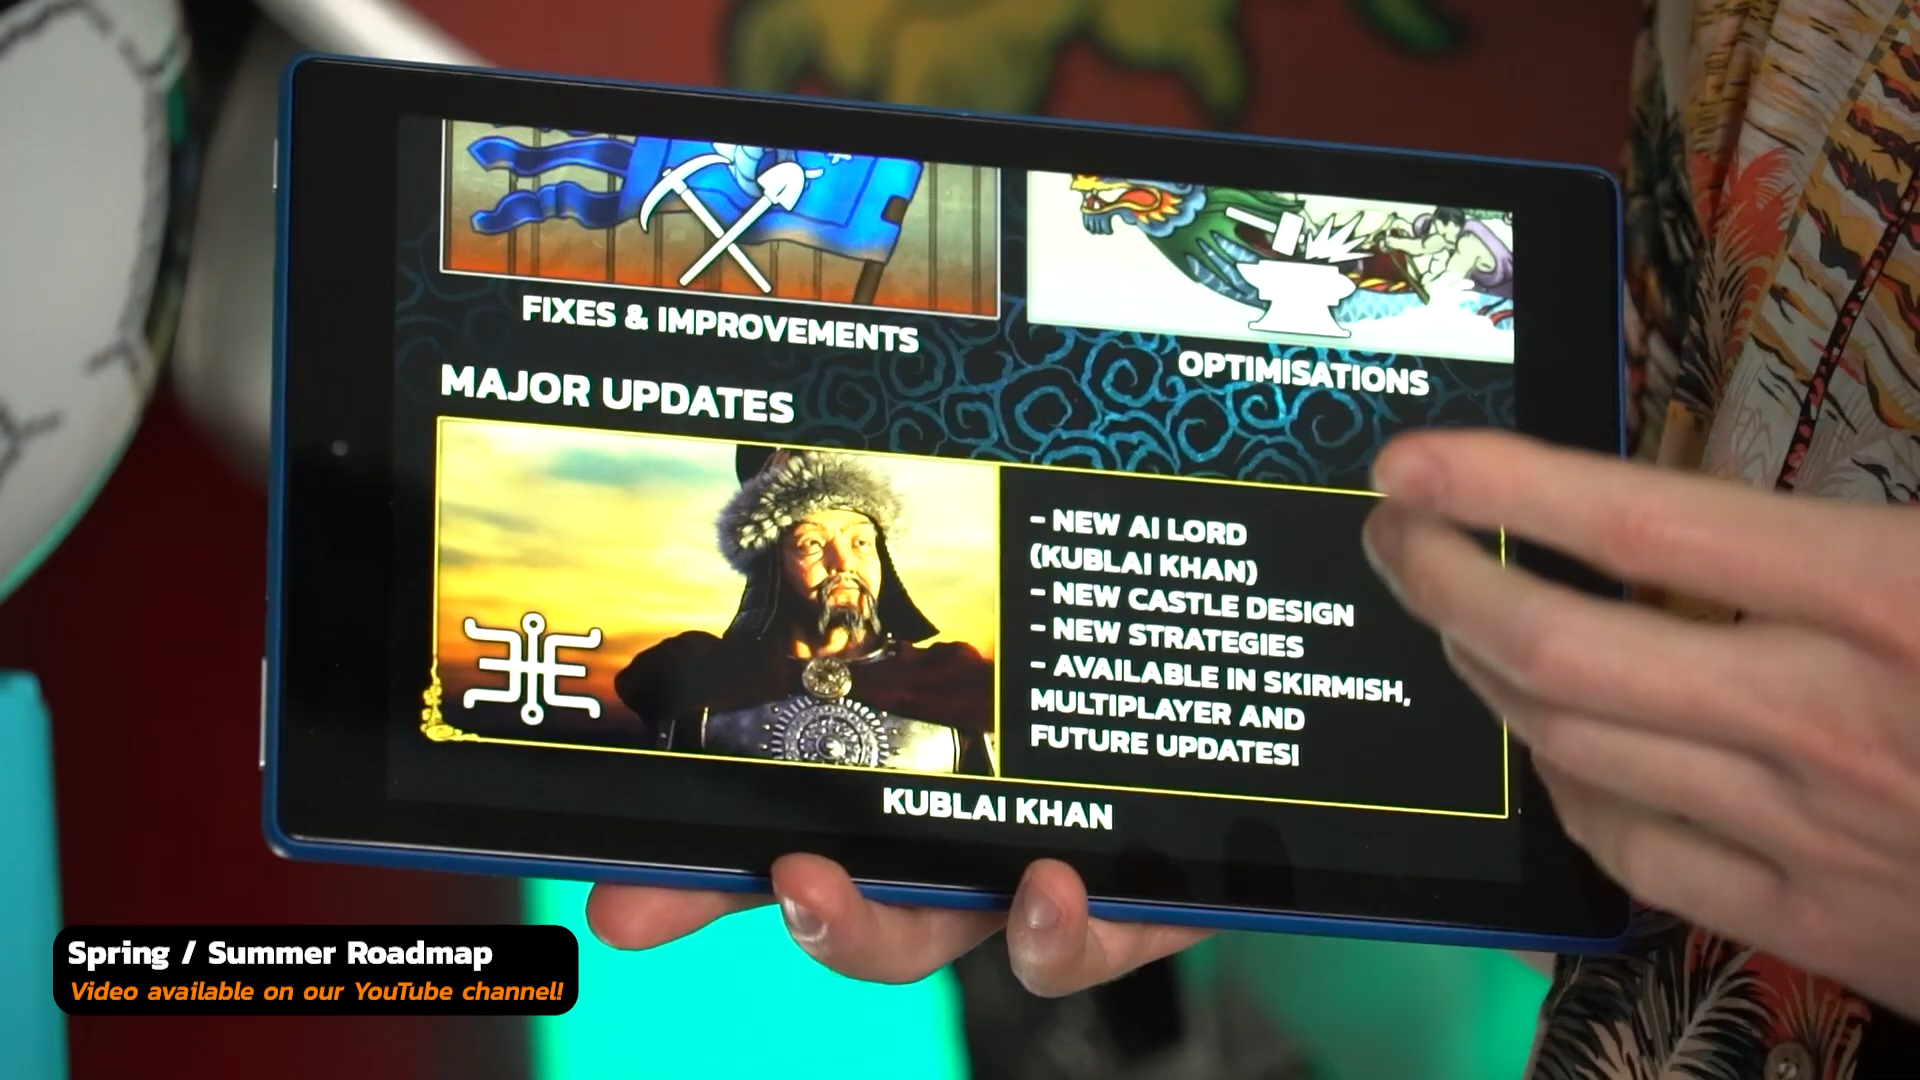 FIXES & IMPROVEMENTS
OPTIMISATIONS
MAJOR UPDATES
- NEW AI LORD
(KUBLAI KHAN)
- NEW CASTLE DESIGN
- NEW STRATEGIES
- AVAILABLE IN SKIRMISH,
MULTIPLAYER AND
FUTURE UPDATES!
KUBLAI KHAN
Spring / Summer Roadmap
Video available on our YouTube channel!